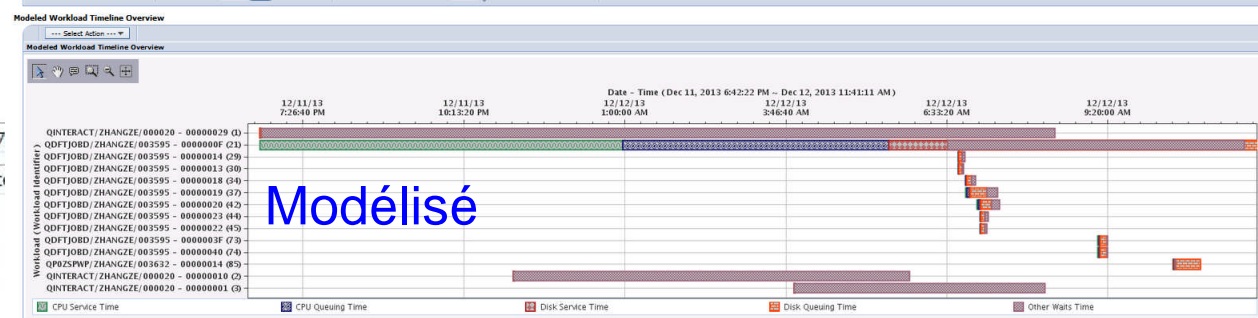 Modeled Workload Timeline Overview
--- Select Action ---
Modeled Workload Timeline Overview
Date - Time (Dec 11, 2013 6:42:22 PM ~ Dec 12, 2013 11:41:11 AM)
12/11/13 12/11/13 12/12/13 12/12/13 12/12/13 12/12/13
7:26:40 PM 10:13:20 PM 1:00:00 AM 3:46:40 AM 6:33:20 AM 9:20:00 AM
Workload (Workload Identifier)
QINTERACT/ZHANGZE/000020 - 00000029 (1)
QDFTJOBD/ZHANGZE/003595 - 0000000F (21)
QDFTJOBD/ZHANGZE/003595 - 00000014 (29)
QDFTJOBD/ZHANGZE/003595 - 00000013 (30)
QDFTJOBD/ZHANGZE/003595 - 00000018 (34)
QDFTJOBD/ZHANGZE/003595 - 00000019 (37)
QDFTJOBD/ZHANGZE/003595 - 00000020 (42)
QDFTJOBD/ZHANGZE/003595 - 00000023 (44)
QDFTJOBD/ZHANGZE/003595 - 00000022 (45)
QDFTJOBD/ZHANGZE/003595 - 0000003F (73)
QDFTJOBD/ZHANGZE/003595 - 00000040 (74)
QP0ZSPWP/ZHANGZE/003632 - 00000014 (85)
QINTERACT/ZHANGZE/000020 - 00000010 (2)
QINTERACT/ZHANGZE/000020 - 00000001 (3)
Modélisé
CPU Service Time CPU Queuing Time Disk Service Time Disk Queuing Time Other Waits Time